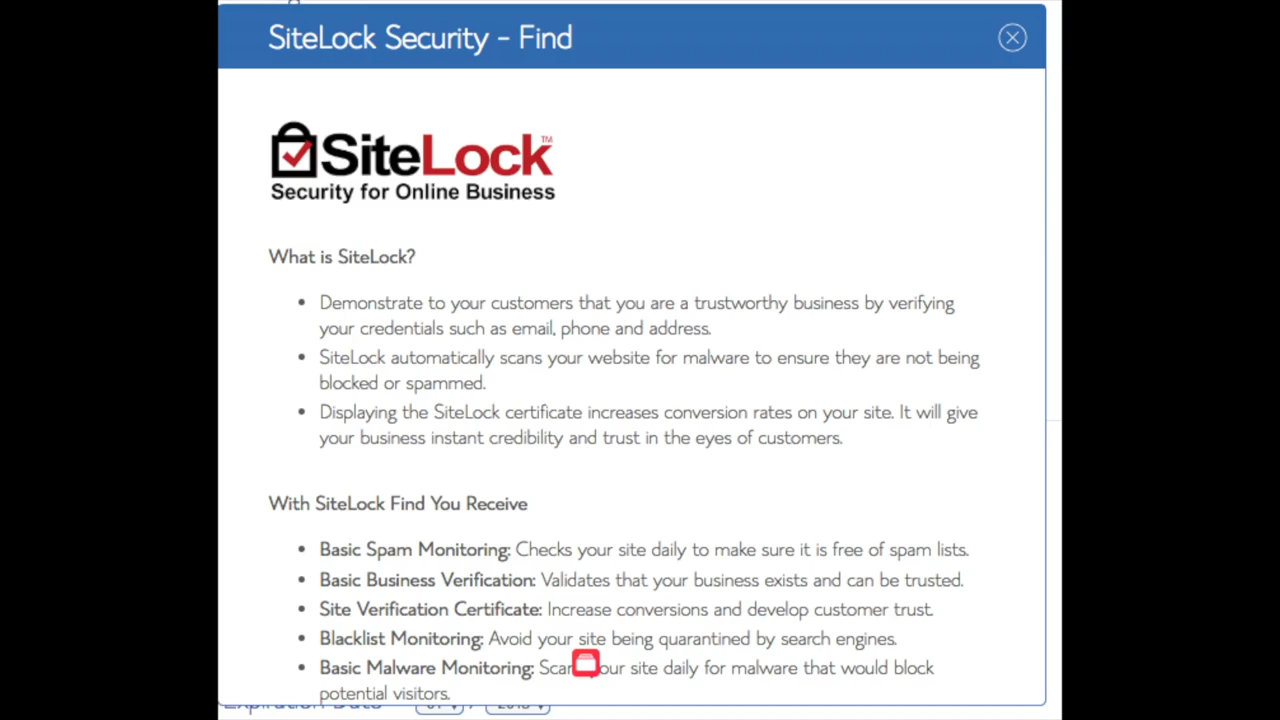 SiteLock Security - Find
SiteLock™
Security for Online Business
What is SiteLock?
• Demonstrate to your customers that you are a trustworthy business by verifying
your credentials such as email, phone and address.
• SiteLock automatically scans your website for malware to ensure they are not being
blocked or spammed.
• Displaying the SiteLock certificate increases conversion rates on your site. It will give
your business instant credibility and trust in the eyes of customers.
With SiteLock Find You Receive
• Basic Spam Monitoring: Checks your site daily to make sure it is free of spam lists.
• Basic Business Verification: Validates that your business exists and can be trusted.
• Site Verification Certificate: Increase conversions and develop customer trust.
• Blacklist Monitoring: Avoid your site being quarantined by search engines.
• Basic Malware Monitoring: Scans your site daily for malware that would block
potential visitors.
Expiration Date